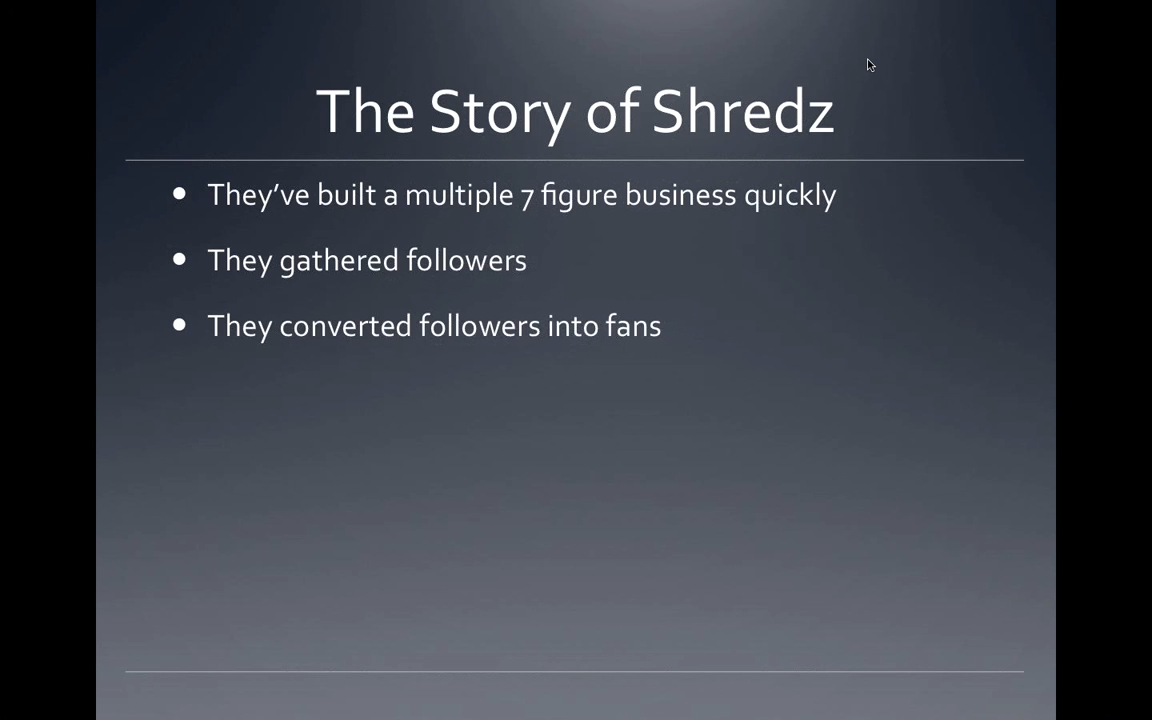 The Story of Shredz
• They’ve built a multiple 7 figure business quickly
• They gathered followers
• They converted followers into fans